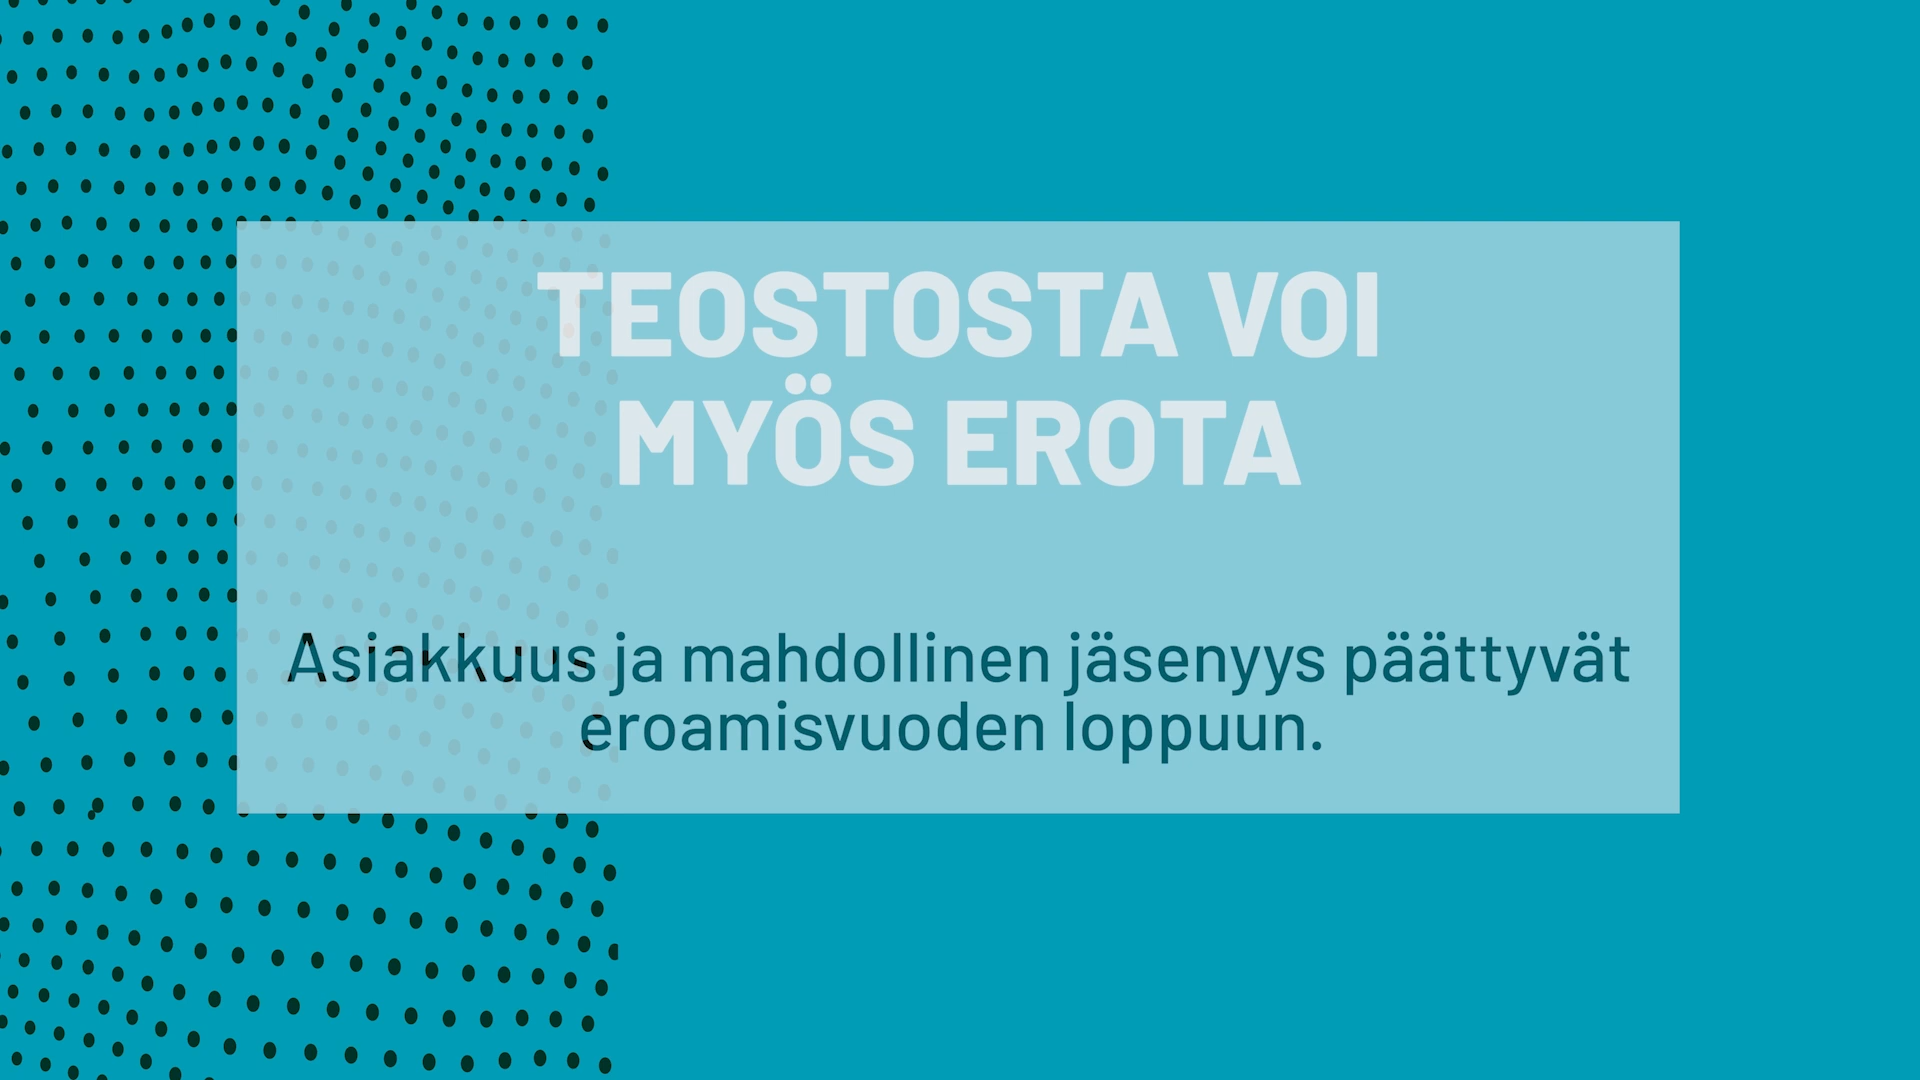 TEOSTOSTA VOI
MYÖS EROTA
Asiakkuus ja mahdollinen jäsenyys päättyvät
eroamisvuoden loppuun.